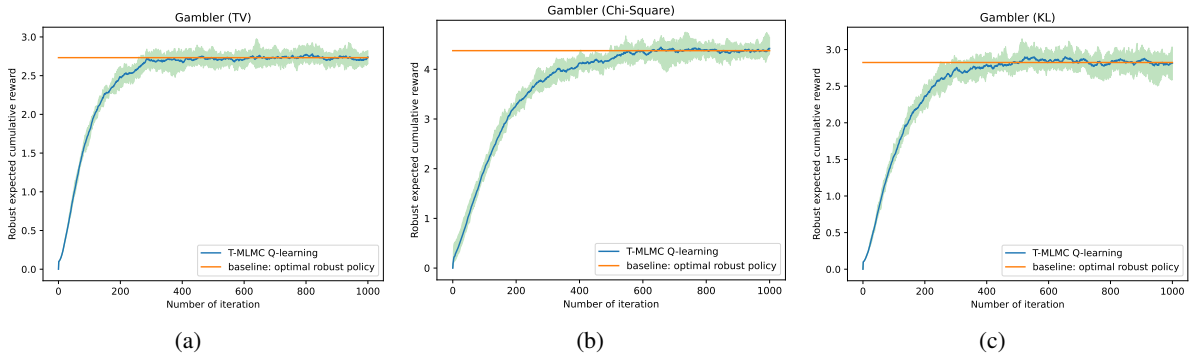 Gambler (TV)
Robust expected cumulative reward
3.0
2.5
2.0
1.5
1.0
0.5
0.0
0
200
400
600
800
1000
Number of iteration
T-MLMC Q-learning
baseline: optimal robust policy
(a)
Gambler (Chi-Square)
Robust expected cumulative reward
4
3
2
1
0
0
200
400
600
800
1000
Number of iteration
T-MLMC Q-learning
baseline: optimal robust policy
(b)
Gambler (KL)
Robust expected cumulative reward
3.0
2.5
2.0
1.5
1.0
0.5
0.0
0
200
400
600
800
1000
Number of iteration
T-MLMC Q-learning
baseline: optimal robust policy
(c)